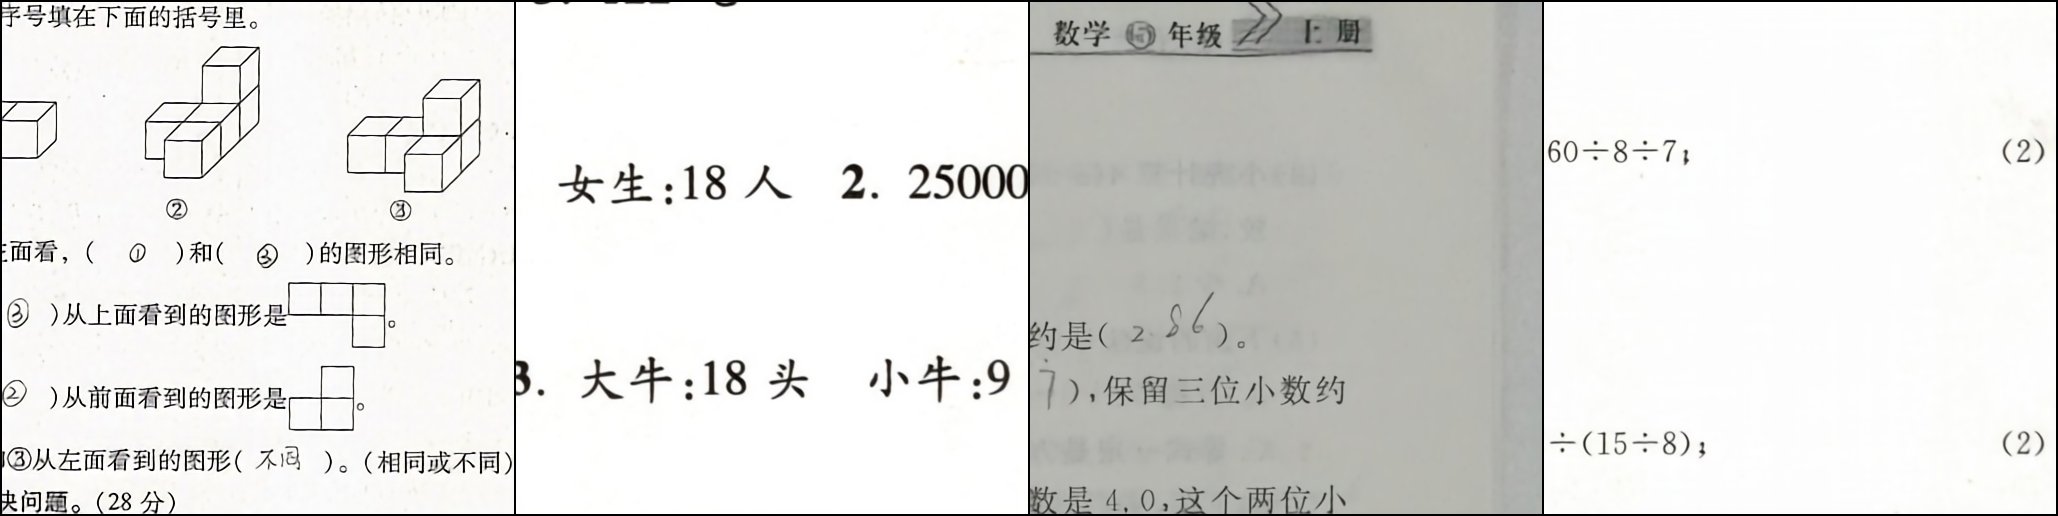 序号填在下面的括号里。
② ③
面看，( ① )和( ③ )的图形相同。
③ )从上面看到的图形是 。
② )从前面看到的图形是 。
③从左面看到的图形( 不同 )。(相同或不同)
问题。(28分)
女生:18 人 2. 25000
3. 大牛:18 头 小牛:9
数学 年级 上册
约是( 2.86 )。
7 ),保留三位小数约
数是 4.0,这个两位小
60÷8÷7; (2)
÷(15÷8); (2)